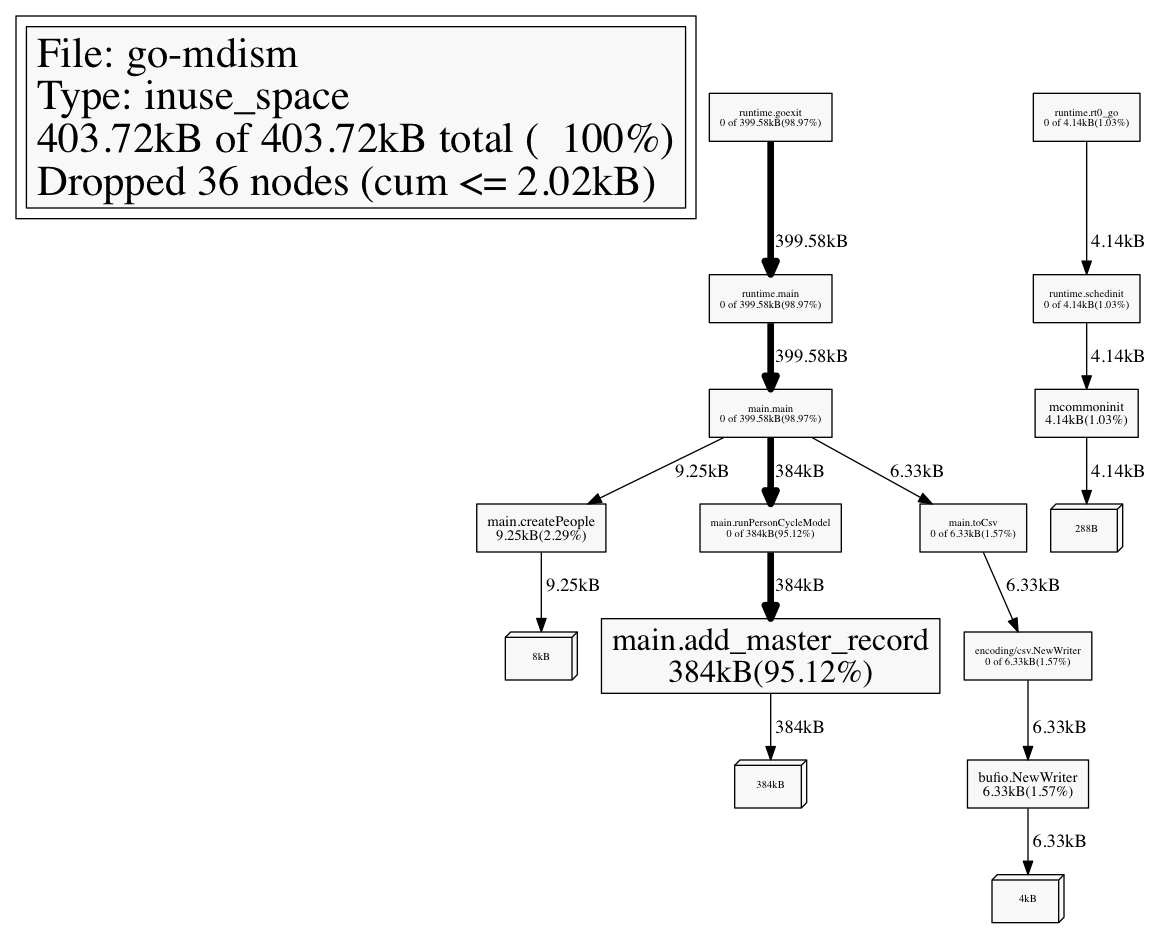 File: go-mdism
Type: inuse_space
403.72kB of 403.72kB total (  100%)
Dropped 36 nodes (cum <= 2.02kB)
runtime.goexit
0 of 399.58kB(98.97%)
runtime.rt0_go
0 of 4.14kB(1.03%)
399.58kB
4.14kB
runtime.main
0 of 399.58kB(98.97%)
runtime.schedinit
0 of 4.14kB(1.03%)
399.58kB
4.14kB
main.main
0 of 399.58kB(98.97%)
mcommoninit
4.14kB(1.03%)
9.25kB
384kB
6.33kB
4.14kB
main.createPeople
9.25kB(2.29%)
main.runPersonCycleModel
0 of 384kB(95.12%)
main.toCsv
0 of 6.33kB(1.57%)
288B
9.25kB
384kB
6.33kB
8kB
main.add_master_record
384kB(95.12%)
encoding/csv.NewWriter
0 of 6.33kB(1.57%)
384kB
6.33kB
384kB
bufio.NewWriter
6.33kB(1.57%)
6.33kB
4kB